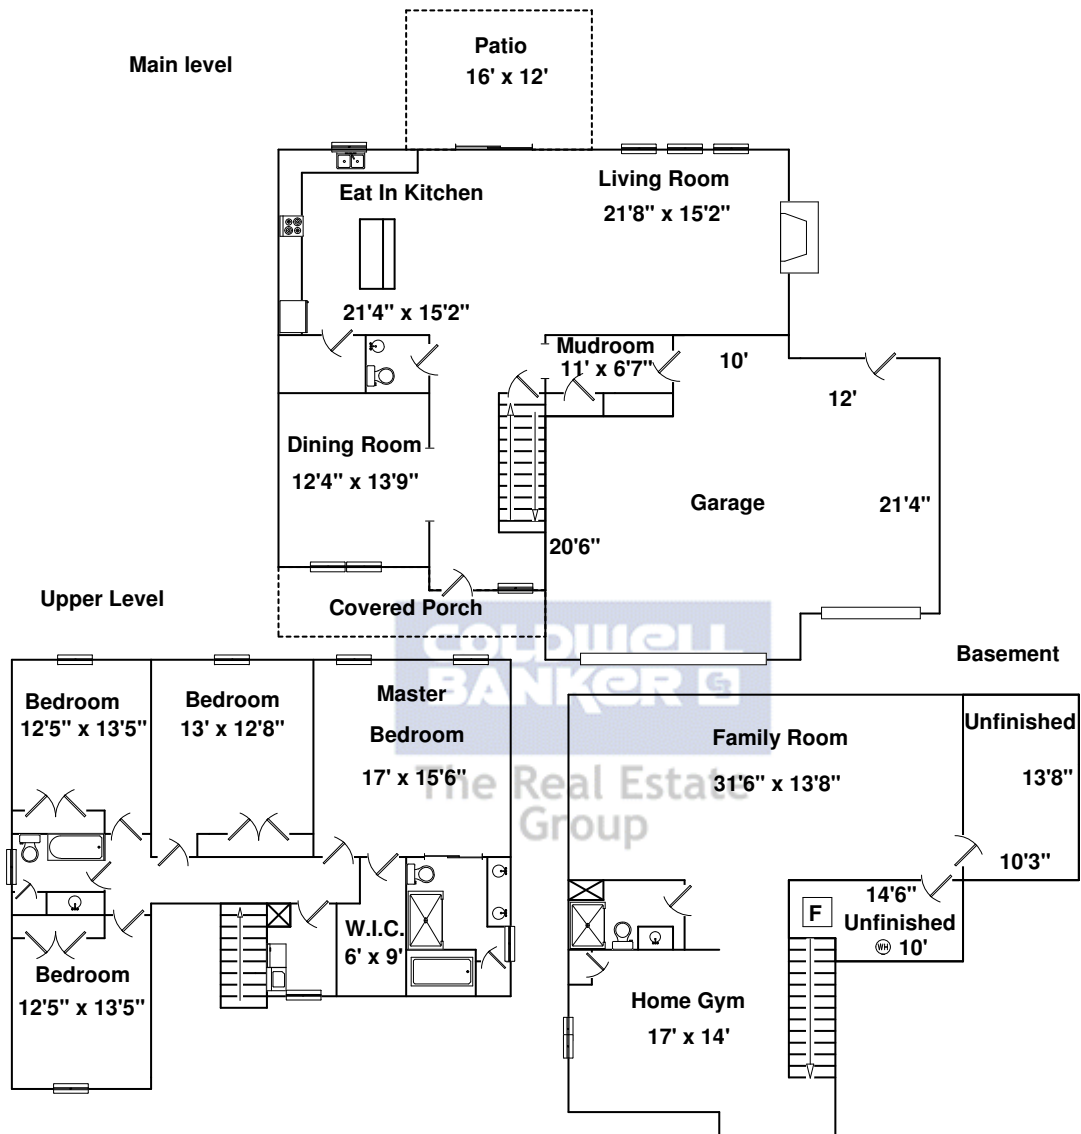 Main level
Patio
16' x 12'
Eat In Kitchen
21'4" x 15'2"
Living Room
21'8" x 15'2"
Mudroom
11' x 6'7"
10'
12'
Dining Room
12'4" x 13'9"
Garage
21'4"
20'6"
Covered Porch
Upper Level
Bedroom
12'5" x 13'5"
Bedroom
13' x 12'8"
Master
Bedroom
17' x 15'6"
W.I.C.
6' x 9'
Bedroom
12'5" x 13'5"
Basement
Family Room
31'6" x 13'8"
Unfinished
13'8"
10'3"
14'6"
Unfinished
10'
F
WH
Home Gym
17' x 14'
COLDWELL
BANKER CB
The Real Estate
Group